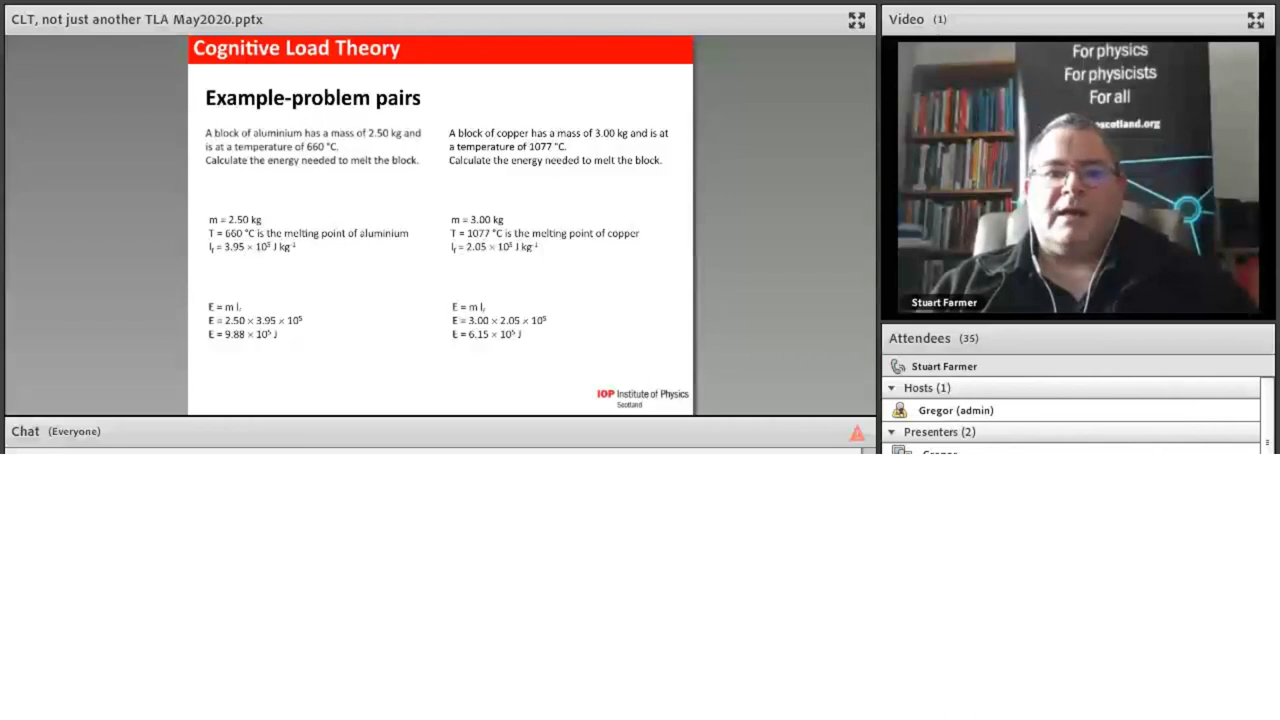 CLT, not just another TLA May2020.pptx
Cognitive Load Theory
Example-problem pairs
A block of aluminium has a mass of 2.50 kg and
is at a temperature of 660 °C.
Calculate the energy needed to melt the block.
A block of copper has a mass of 3.00 kg and is at
a temperature of 1077 °C.
Calculate the energy needed to melt the block.
m = 2.50 kg
T = 660 °C is the melting point of aluminium
lf = 3.95 × 10⁵ J kg⁻¹
m = 3.00 kg
T = 1077 °C is the melting point of copper
lf = 2.05 × 10⁵ J kg⁻¹
E = m lf
E = 2.50 × 3.95 × 10⁵
E = 9.88 × 10⁵ J
E = m lf
E = 3.00 × 2.05 × 10⁵
E = 6.15 × 10⁵ J
IOP Institute of Physics
Scotland
Chat (Everyone)
Video (1)
For physics
For physicists
For all
scotland.org
Stuart Farmer
Attendees (35)
Stuart Farmer
Hosts (1)
Gregor (admin)
Presenters (2)
Gregor